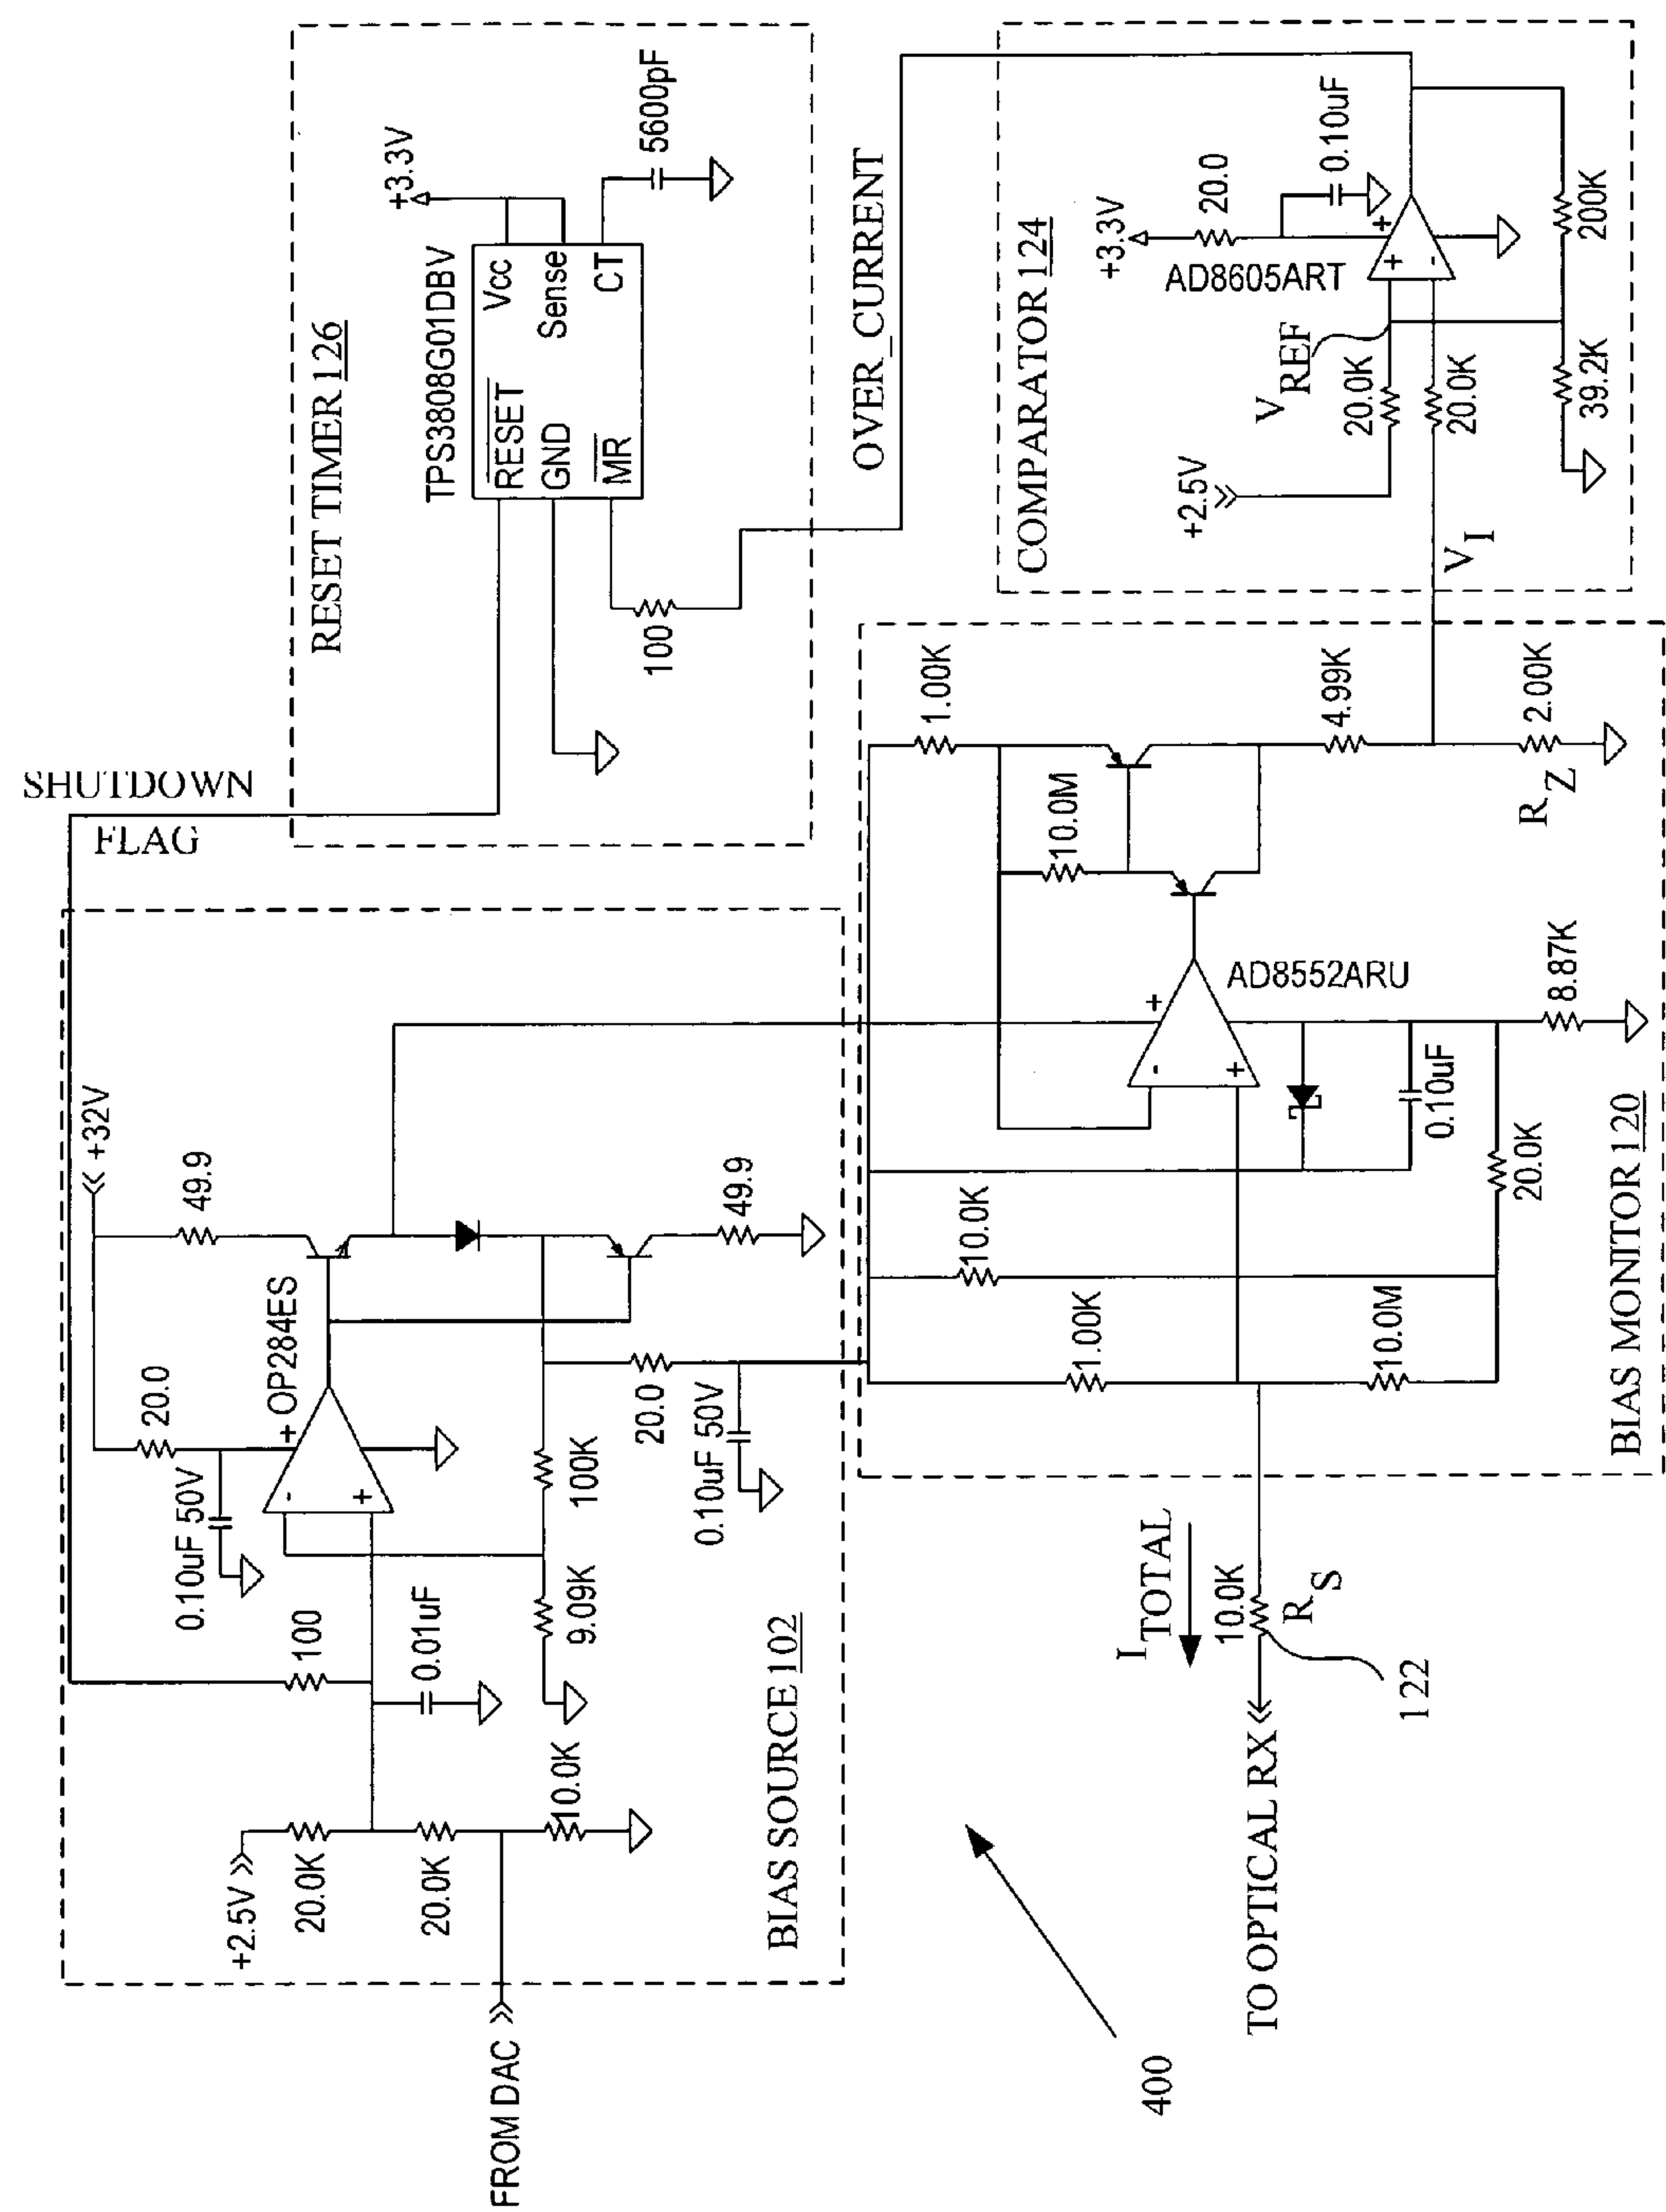 SHUTDOWN
FLAG
RESET TIMER 126
TPS3808G01DBV
RESET
GND
MR
Vcc
Sense
CT
+3.3V
5600pF
100
OVER_CURRENT
COMPARATOR 124
+3.3V
20.0
0.10uF
AD8605ART
+
+
-
VREF
+2.5V
20.0K
20.0K
200K
39.2K
VI
BIAS SOURCE 102
+32V
49.9
20.0
0.10uF 50V
OP284ES
+
-
+
49.9
100
0.01uF
100K
9.09K
20.0
0.10uF 50V
+2.5V
20.0K
20.0K
10.0K
FROM DAC
BIAS MONITOR 120
1.00K
10.0M
4.99K
2.00K
RZ
AD8552ARU
+
-
+
8.87K
0.10uF
20.0K
10.0K
1.00K
10.0M
ITOTAL
10.0K
RS
122
TO OPTICAL RX
400